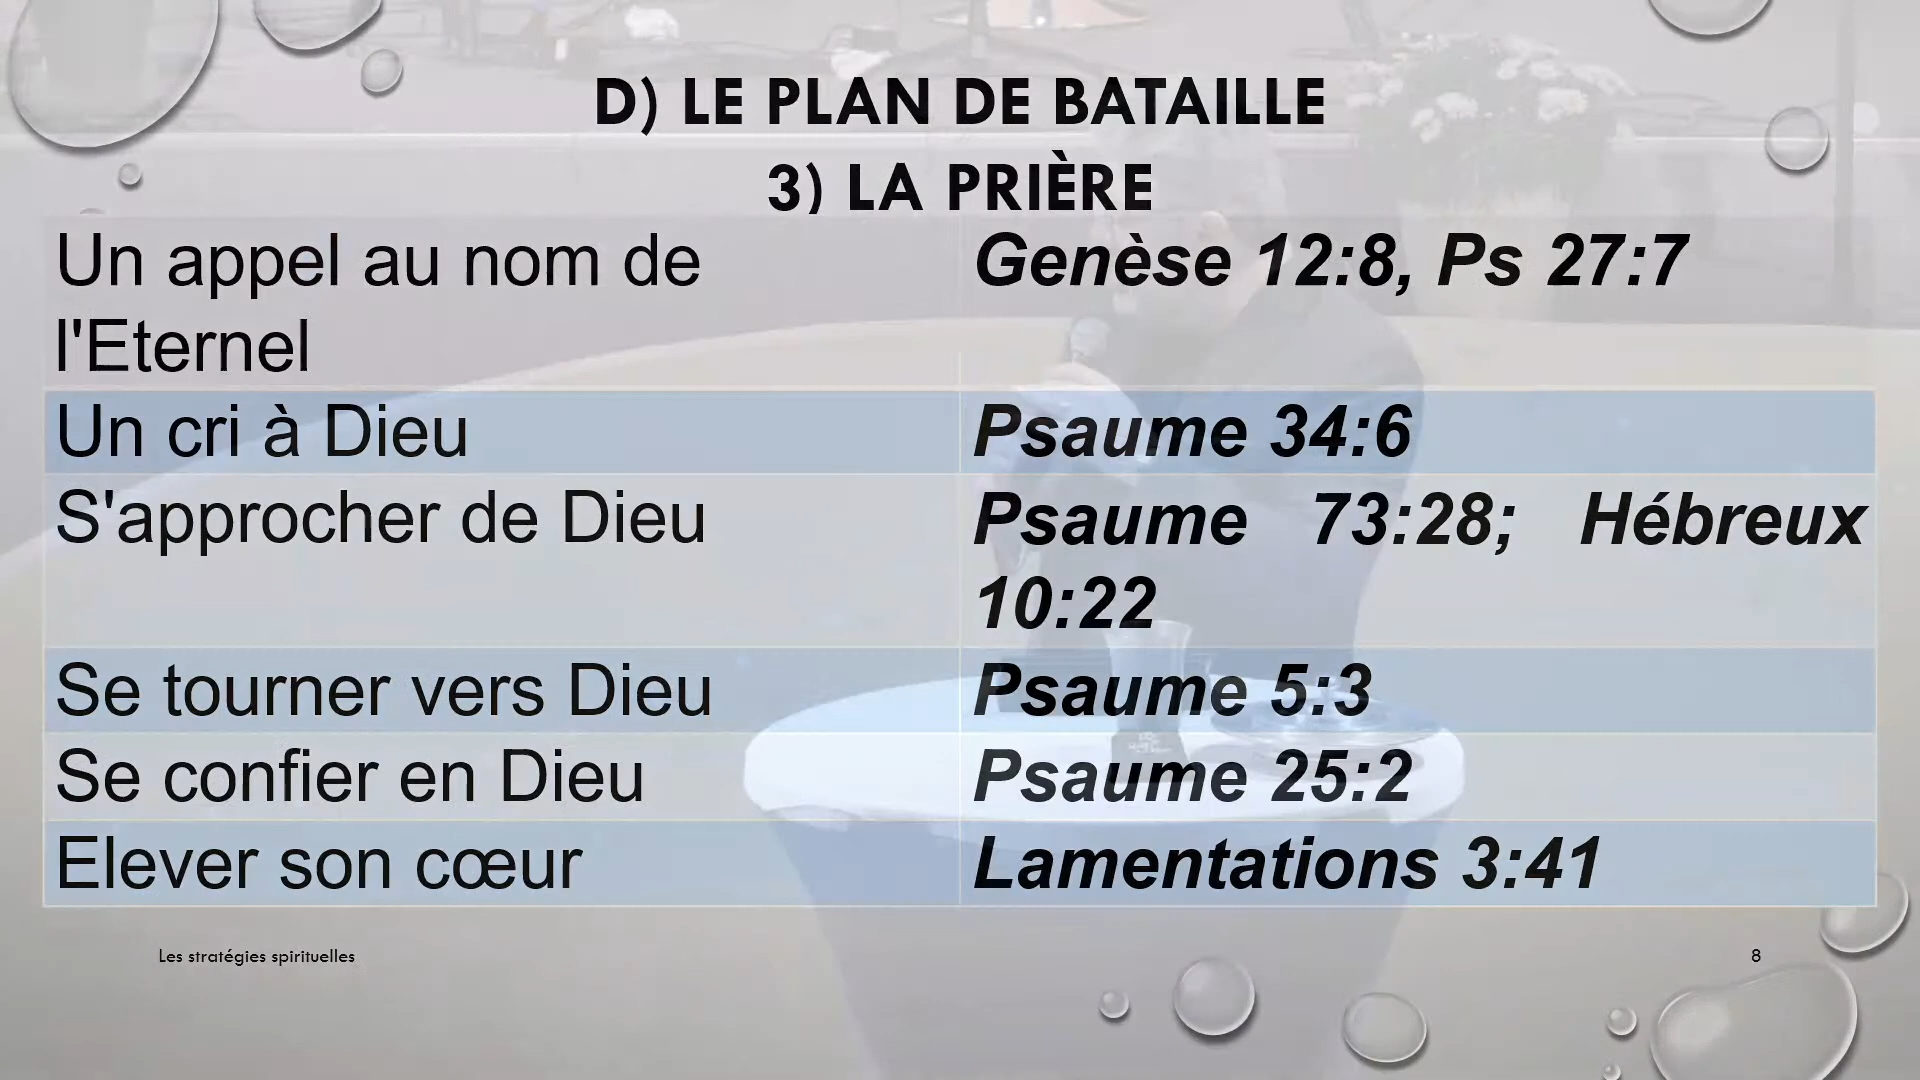 D) LE PLAN DE BATAILLE
3) LA PRIÈRE
Un appel au nom de
l'Eternel
Genèse 12:8, Ps 27:7
Un cri à Dieu
Psaume 34:6
S'approcher de Dieu
Psaume 73:28; Hébreux
10:22
Se tourner vers Dieu
Psaume 5:3
Se confier en Dieu
Psaume 25:2
Elever son cœur
Lamentations 3:41
Les stratégies spirituelles
8